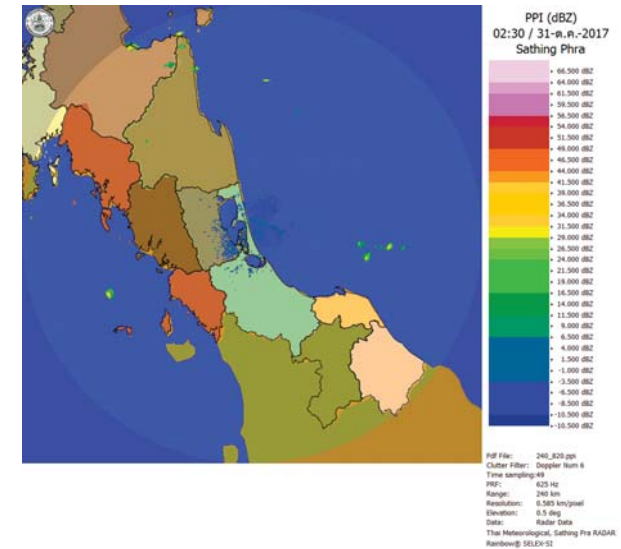 PPI (dBZ)
02:30 / 31-ต.ค.-2017
Sathing Phra
+ 66.500 dBZ
+ 64.000 dBZ
+ 61.500 dBZ
+ 59.500 dBZ
+ 56.500 dBZ
+ 54.000 dBZ
+ 51.500 dBZ
+ 49.000 dBZ
+ 46.500 dBZ
+ 44.000 dBZ
+ 41.500 dBZ
+ 39.000 dBZ
+ 36.500 dBZ
+ 34.000 dBZ
+ 31.500 dBZ
+ 29.000 dBZ
+ 26.500 dBZ
+ 24.000 dBZ
+ 21.500 dBZ
+ 19.000 dBZ
+ 16.500 dBZ
+ 14.000 dBZ
+ 11.500 dBZ
+ 9.000 dBZ
+ 6.500 dBZ
+ 4.000 dBZ
+ 1.500 dBZ
+ -1.000 dBZ
+ -3.500 dBZ
+ -6.500 dBZ
+ -8.500 dBZ
+ -10.500 dBZ
+-10.500 dBZ
Pdf File: 240_820.ppi
Clutter Filter: Doppler Num 6
Time sampling:49
PRF: 625 Hz
Range: 240 km
Resolution: 0.585 km/pixel
Elevation: 0.5 deg
Data: Radar Data
Thai Meteorological, Sathing Pra RADAR
Rainbow® SELEX-SI